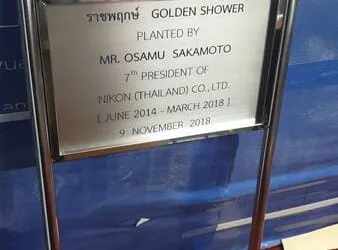 ราชพฤกษ์ GOLDEN SHOWER
PLANTED BY
MR. OSAMU SAKAMOTO
7th PRESIDENT OF
NIKON (THAILAND) CO., LTD.
[ JUNE 2014 - MARCH 2018 ]
9 NOVEMBER 2018